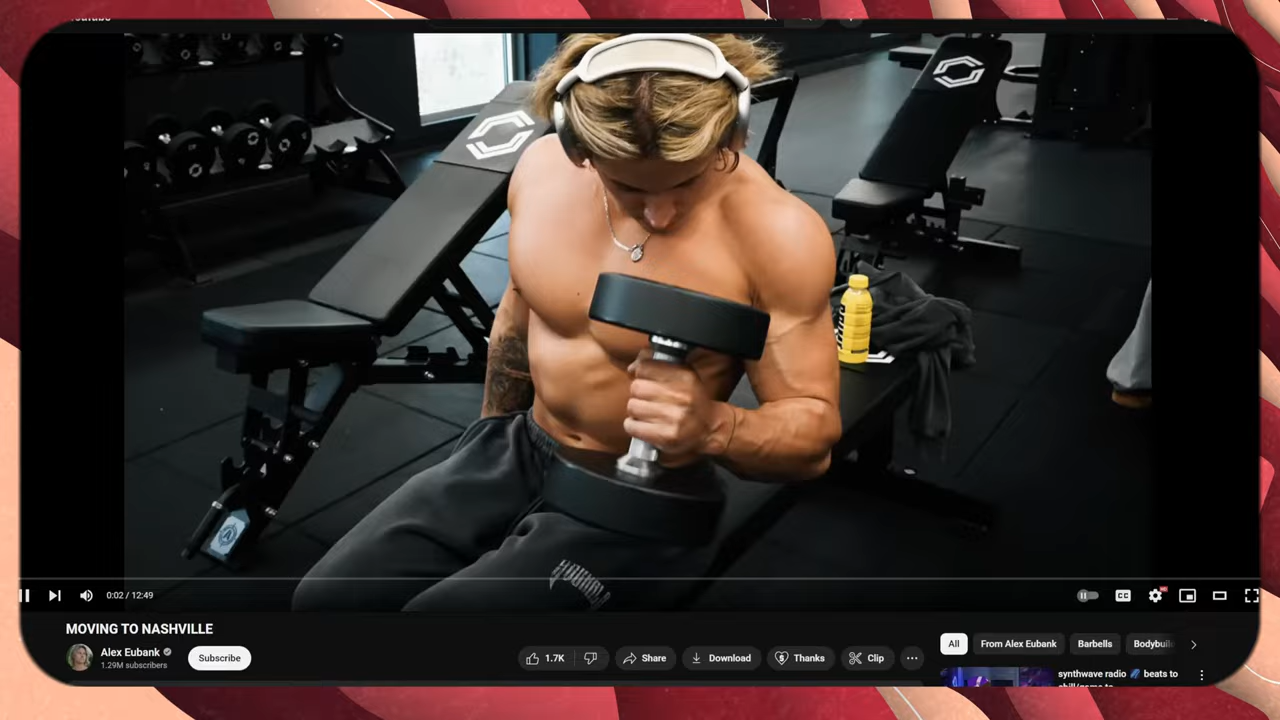 0:02 / 12:49
CC
MOVING TO NASHVILLE
Alex Eubank
1.29M subscribers
Subscribe
1.7K
Share
Download
Thanks
Clip
All
From Alex Eubank
Barbells
synthwave radio
beats to